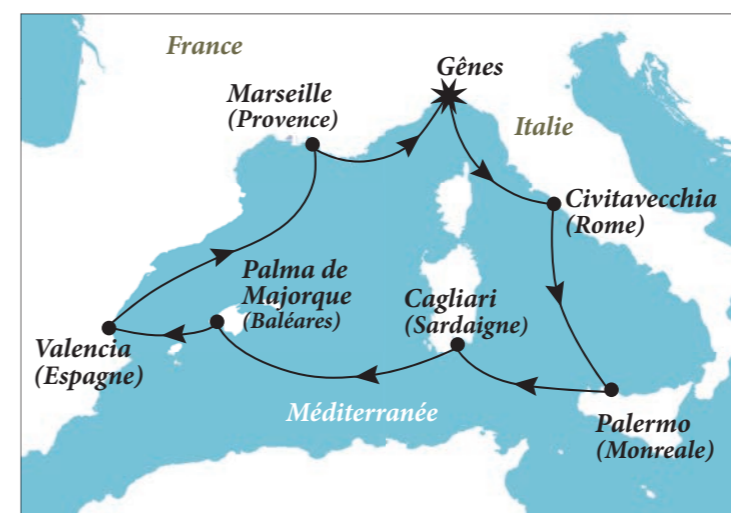 France
Gênes
Marseille
(Provence)
Italie
Civitavecchia
(Rome)
Palma de
Majorque
(Baléares)
Cagliari
(Sardaigne)
Valencia
(Espagne)
Méditerranée
Palermo
(Monreale)